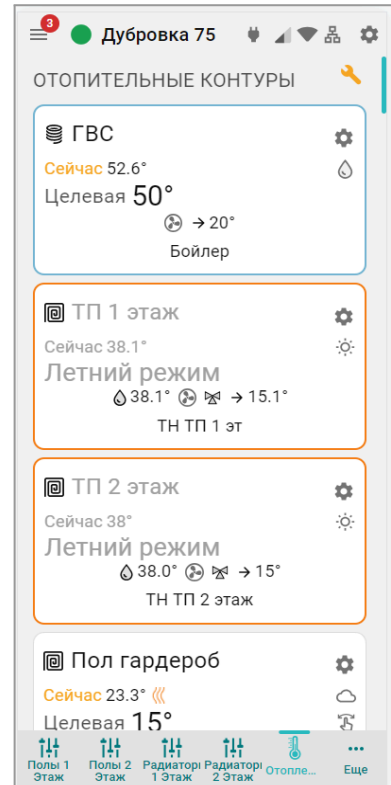 3
Дубровка 75
ОТОПИТЕЛЬНЫЕ КОНТУРЫ
ГВС
Сейчас 52.6°
Целевая 50°
→ 20°
Бойлер
ТП 1 этаж
Сейчас 38.1°
Летний режим
38.1° → 15.1°
ТН ТП 1 эт
ТП 2 этаж
Сейчас 38°
Летний режим
38.0° → 15°
ТН ТП 2 этаж
Пол гардероб
Сейчас 23.3°
Целевая 15°
Полы 1 Этаж
Полы 2 Этаж
Радиаторы 1 Этаж
Радиаторы 2 Этаж
Отопле...
Еще